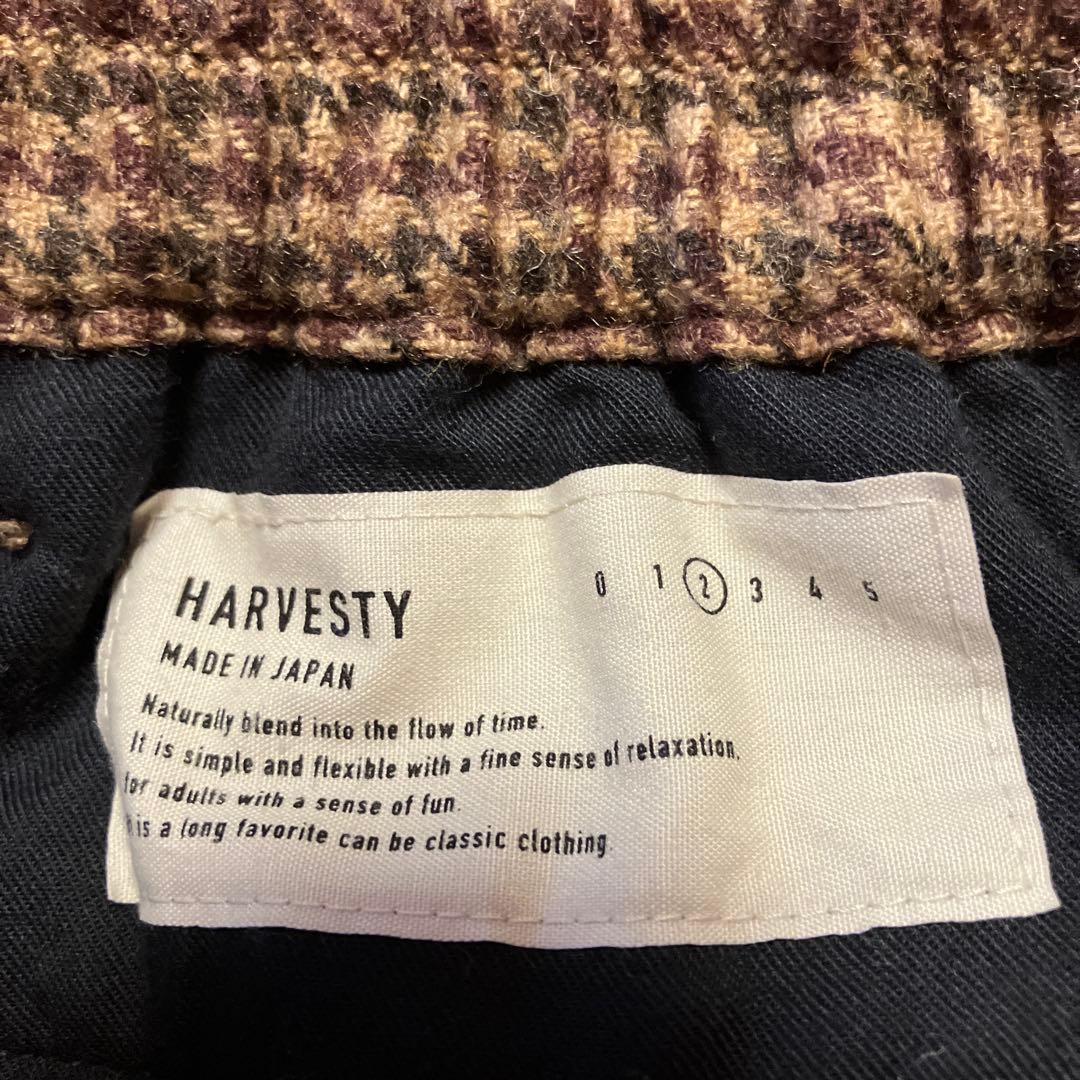 HARVESTY
0 1 2 3 4 5
MADE IN JAPAN
Naturally blend into the flow of time.
It is simple and flexible with a fine sense of relaxation,
for adults with a sense of fun.
It is a long favorite can be classic clothing